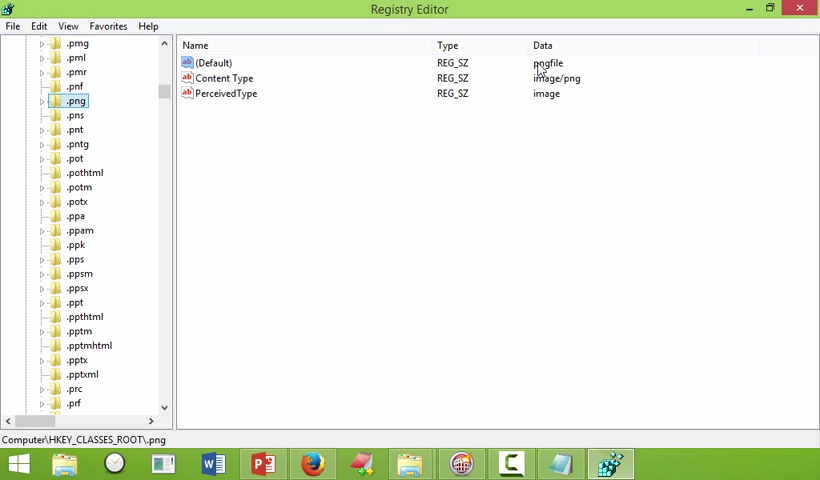 Registry Editor
File Edit View Favorites Help
Name Type Data
(Default) REG_SZ pngfile
Content Type REG_SZ image/png
PerceivedType REG_SZ image
.pmg
.pml
.pmr
.pnf
.png
.pns
.pnt
.pntg
.pot
.pothtml
.potm
.potx
.ppa
.ppam
.ppk
.pps
.ppsm
.ppsx
.ppt
.ppthtml
.pptm
.pptmhtml
.pptx
.pptxml
.prc
.prf
Computer\HKEY_CLASSES_ROOT\.png